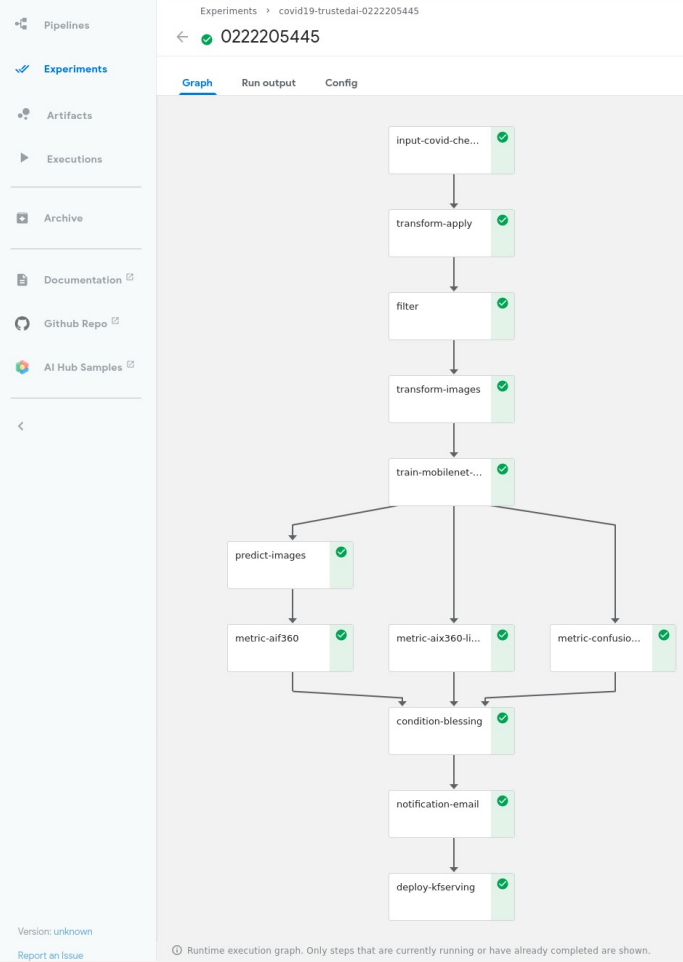 Experiments > covid19-trustedai-0222205445
0222205445
Graph Run output Config
Pipelines
Experiments
Artifacts
Executions
Archive
Documentation
Github Repo
AI Hub Samples
Version: unknown
Report an Issue
input-covid-che...
transform-apply
filter
transform-images
train-mobilenet-...
predict-images
metric-aif360
metric-aix360-li...
metric-confusio...
condition-blessing
notification-email
deploy-kfserving
Runtime execution graph. Only steps that are currently running or have already completed are shown.